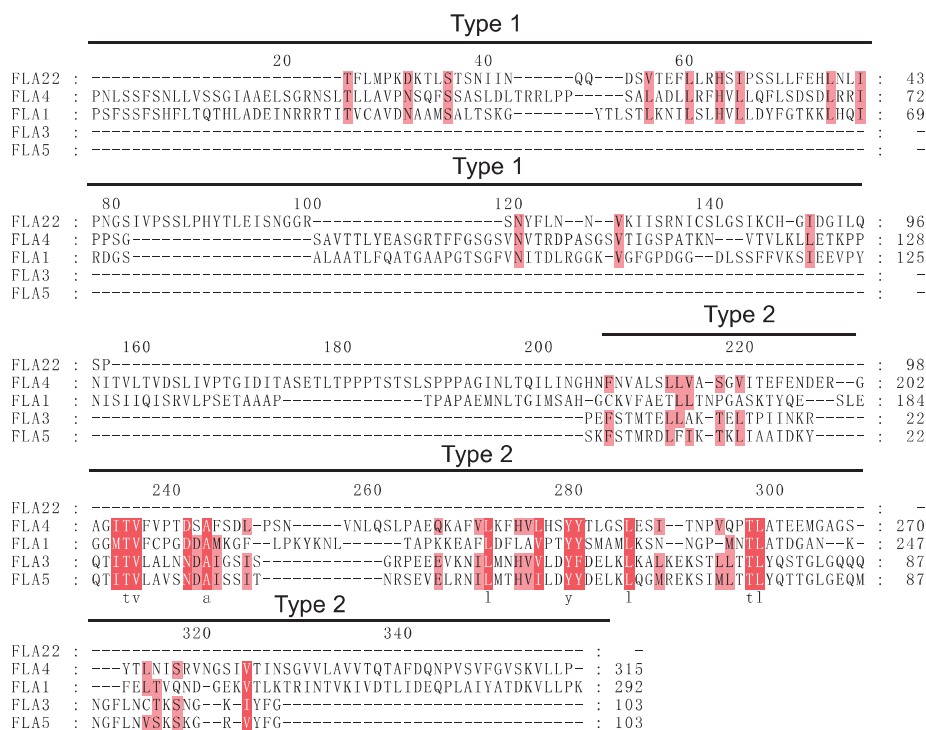 Type 1
20 40 60
FLA22 : -------------------------TFLMPKDKTLSTSNIIN------QQ---DSVTEFLLRHSIPSSLLFEHLNLI : 43
FLA4 : PNLSSFSNLLVSSGIAAELSGRNSLTLLAVPNSQFSSASLDLTRRLPP-----SALADLLRFHVLLQFLSDSDLRRI : 72
FLA1 : PSFSSFSHFLTQTHLADEINRRRTITVCAVDNAAMSALTSKG--------YTLSTLKNILSLHVLLDYFGTKKLHQI : 69
FLA3 : ----------------------------------------------------------------------------- : -
FLA5 : ----------------------------------------------------------------------------- : -
Type 1
80 100 120 140
FLA22 : PNGSIVPSSLPHYTLEISNGGR-------------------SNYFLN--N--VKIISRNICSLGSIKCH-GIDGILQ : 96
FLA4 : PPSG------------------SAVTTLYEASGRTFFGSGSVNVTRDPASGSVTIGSPATKN---VTVLKLLETKPP : 128
FLA1 : RDGS------------------ALAATLFQATGAAPGTSGFVNITDLRGGK-VGFGPDGG--DLSSFFVKSIEEVPY : 125
FLA3 : ----------------------------------------------------------------------------- : -
FLA5 : ----------------------------------------------------------------------------- : -
Type 2
160 180 200 220
FLA22 : SP--------------------------------------------------------------------------- : 98
FLA4 : NITVLTVDSLIVPTGIDITASETLTPPPTSTSLSPPPAGINLTQILINGHNFNVALSLLVA-SGVITEFENDER--G : 202
FLA1 : NISIIQISRVLPSETAAAP--------------TPAPAEMNLTGIMSAH-GCKVFAETLLTNPGASKTYQE---SLE : 184
FLA3 : -------------------------------------------------PEFSTMTELLAK-TELTPIINKR----- : 22
FLA5 : -------------------------------------------------SKFSTMRDLFIK-TKLIAAIDKY----- : 22
Type 2
240 260 280 300
FLA22 : ----------------------------------------------------------------------------- : -
FLA4 : AGITVFVPTDSAFSDL-PSN-----VNLQSLPAEQKAFVLKFHVLHSYYTLGSLESI--TNPVQPTLATEEMGAGS- : 270
FLA1 : GGMTVFCPGDDAMKGF-LPKYKNL-------TAPKKEAFLDFLAVPTYYSMAMLKSN--NGP-MNTLATDGAN--K- : 247
FLA3 : QTITVLALNNDAIGSIS------------GRPEEEVKNILMNHVVLDYFDELKLKALKEKSTLLTTLYQSTGLGQQQ : 87
FLA5 : QTITVLAVSNDAISSIT------------NRSEVELRNILMTHVILDYYDELKLQGMREKSIMLTTLYQTTGLGEQM : 87
tv a l y l tl
Type 2
320 340
FLA22 : ------------------------------------------------- : -
FLA4 : ---YTLNISRVNGSIVTINSGVVLAVVTQTAFDQNPVSVFGVSKVLLP- : 315
FLA1 : ---FELTVQND-GEKVTLKTRINTVKIVDTLIDEQPLAIYATDKVLLPK : 292
FLA3 : NGFLNCTKSNG--K-IYFG------------------------------ : 103
FLA5 : NGFLNVSKSKG--R-VYFG------------------------------ : 103